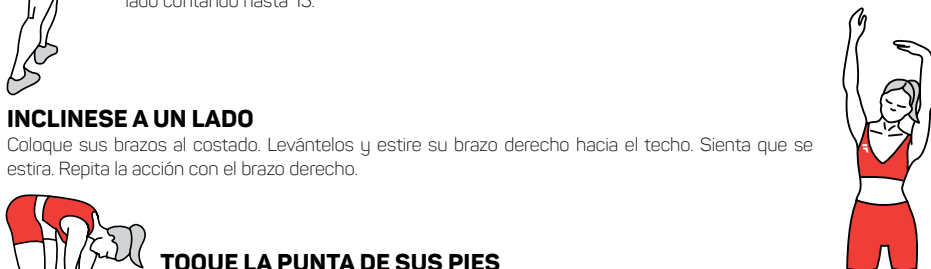 lado contando hasta 15.
INCLINESE A UN LADO
Coloque sus brazos al costado. Levántelos y estire su brazo derecho hacia el techo. Sienta que se
estira. Repita la acción con el brazo derecho.
TOQUE LA PUNTA DE SUS PIES